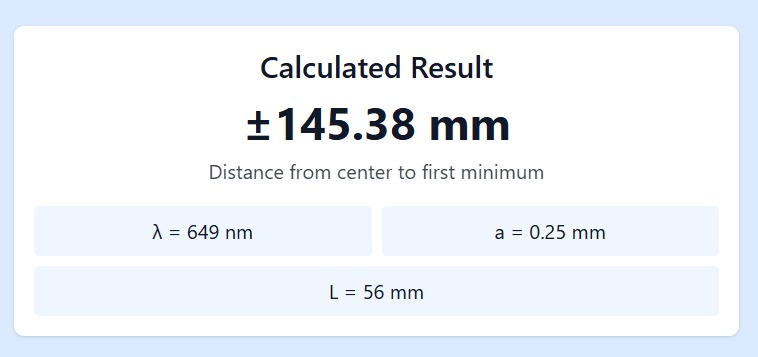 Calculated Result
±145.38 mm
Distance from center to first minimum
λ = 649 nm
a = 0.25 mm
L = 56 mm